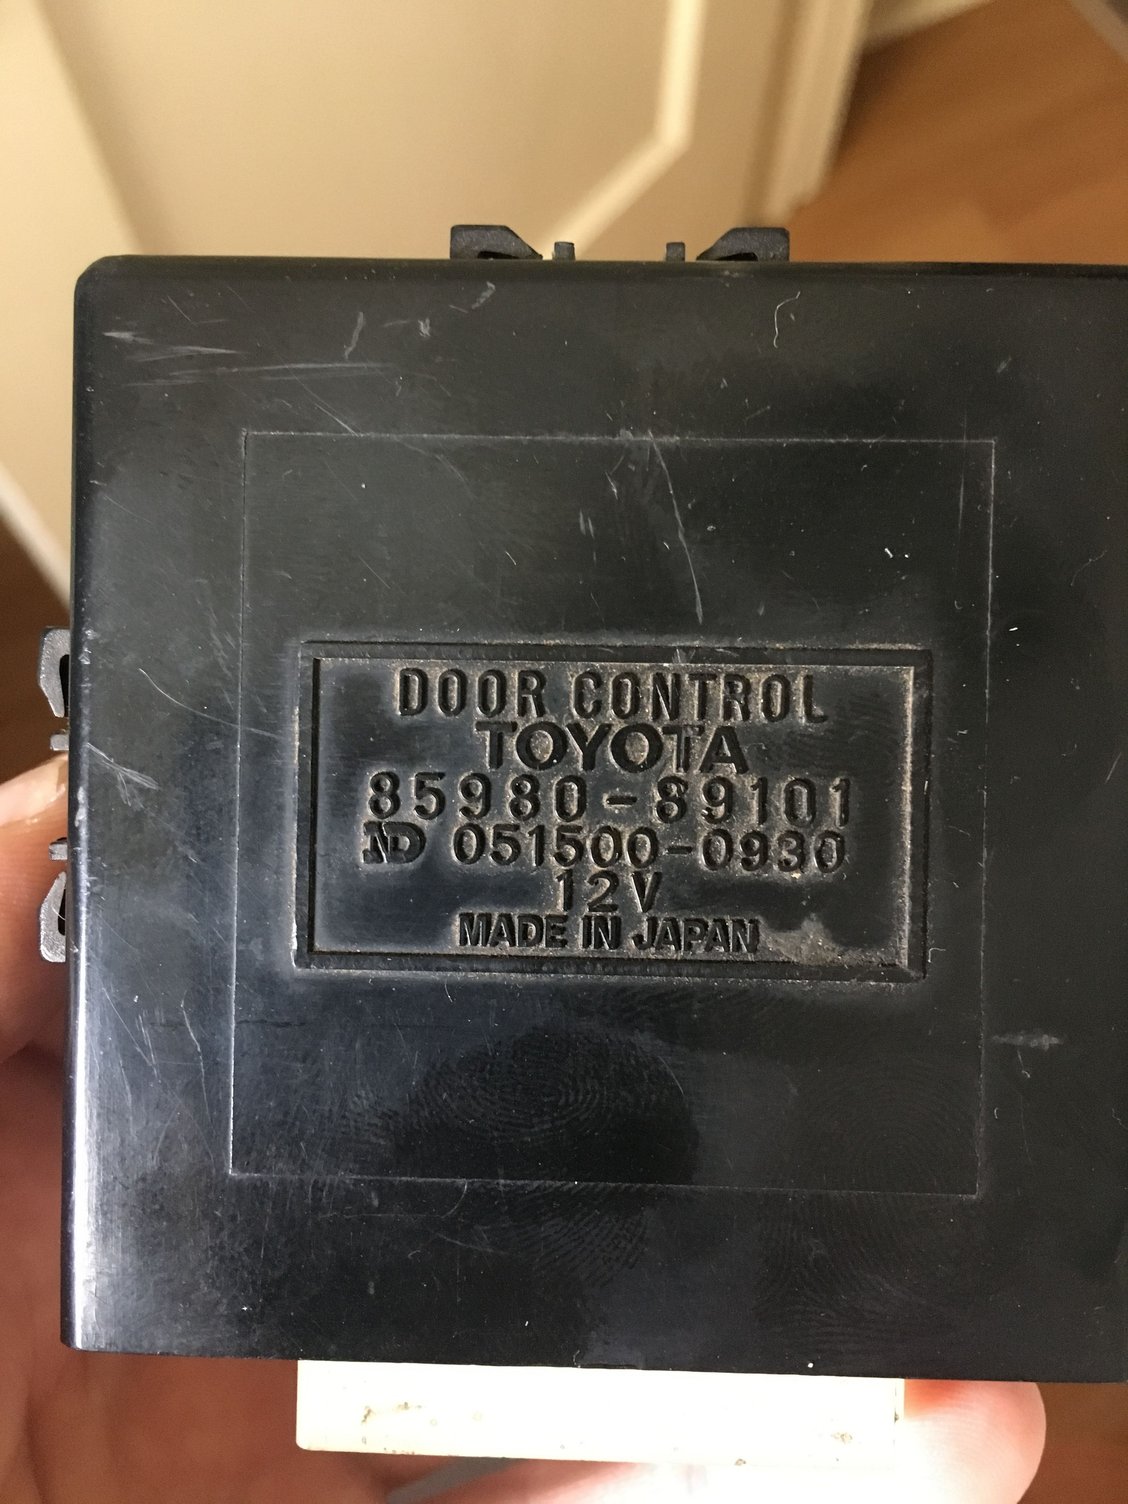 DOOR CONTROL
TOYOTA
85980-89101
ND 051500-0930
12V
MADE IN JAPAN